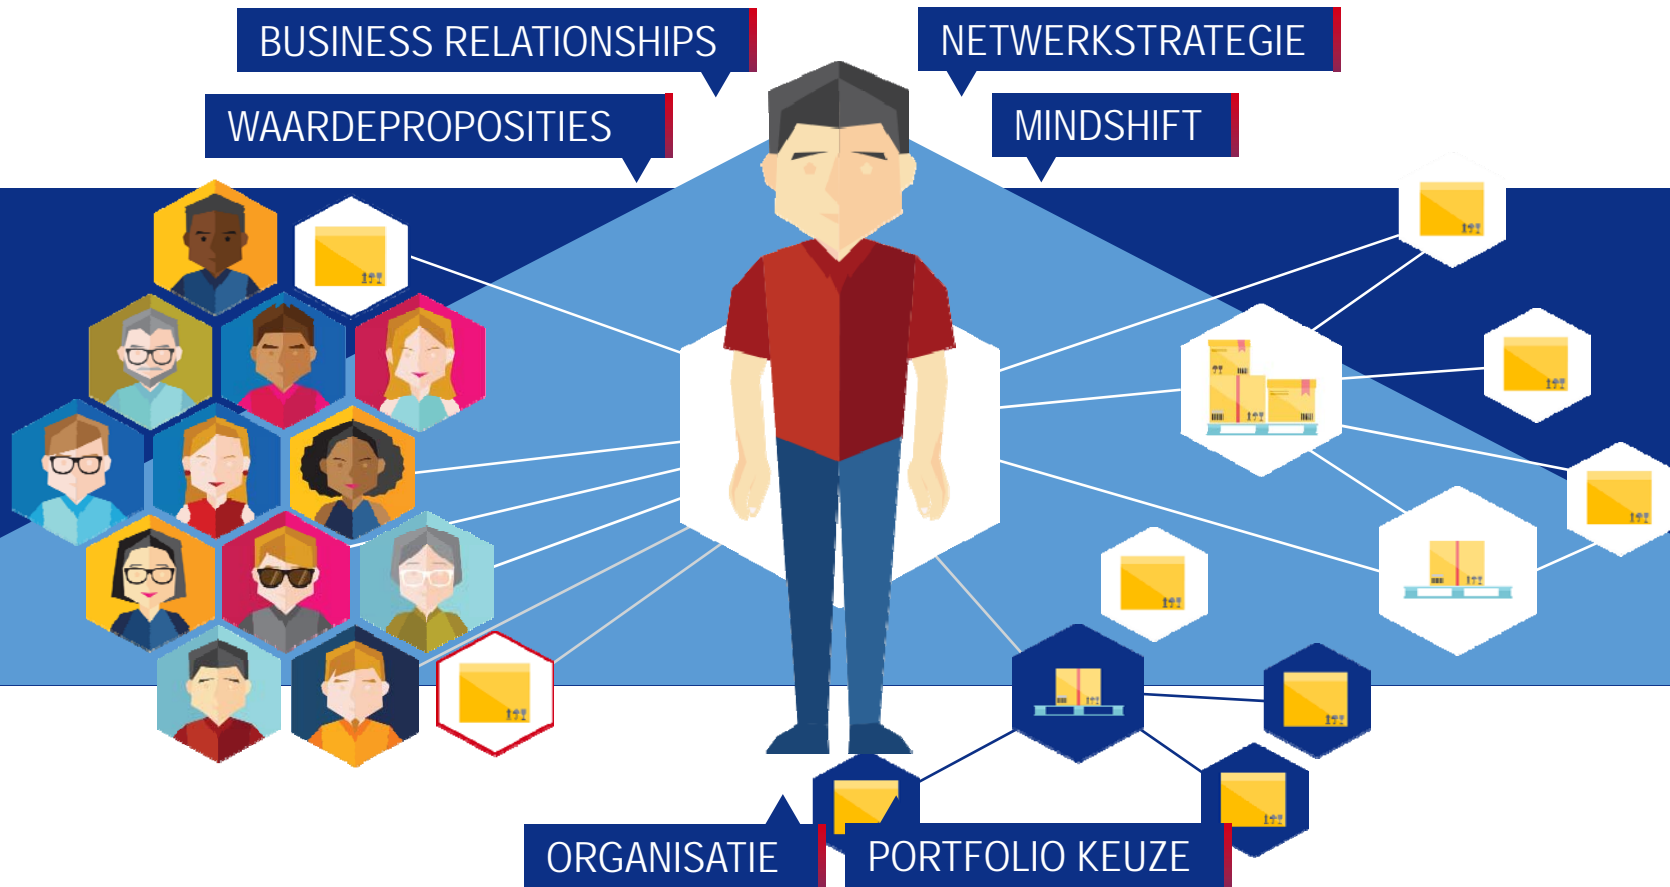 BUSINESS RELATIONSHIPS
NETWERKSTRATEGIE
WAARDEPROPOSITIES
MINDSHIFT
ORGANISATIE
PORTFOLIO KEUZE